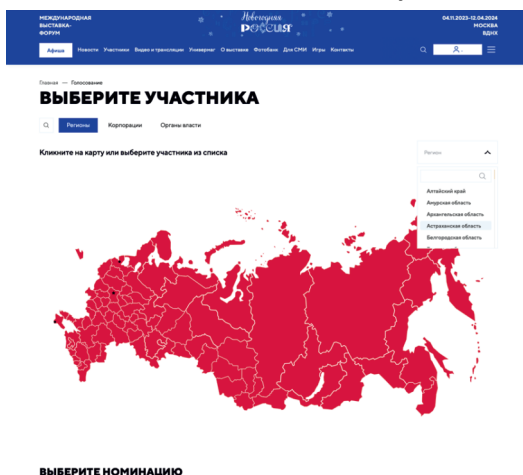 МЕЖДУНАРОДНАЯ
ВЫСТАВКА-
ФОРУМ
Новогодняя
РОССИЯ
04.11.2023-12.04.2024
МОСКВА
ВДНХ
Афиша Новости Участники Видео и трансляции Универмаг О выставке Фотобанк Для СМИ Игры Контакты
Главная — Голосование
ВЫБЕРИТЕ УЧАСТНИКА
Регионы Корпорации Органы власти
Кликните на карту или выберите участника из списка
Регион
Алтайский край
Амурская область
Архангельская область
Астраханская область
Белгородская область
ВЫБЕРИТЕ НОМИНАЦИЮ